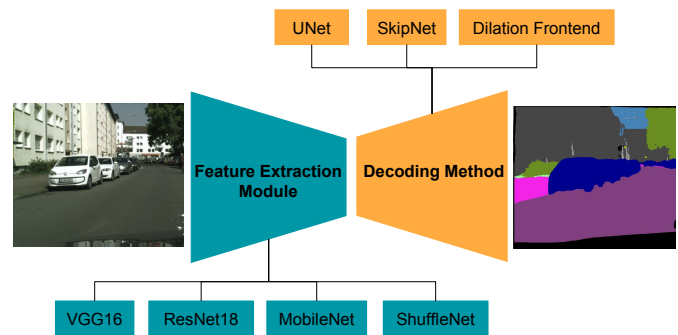 UNet
SkipNet
Dilation Frontend
Feature Extraction
Module
Decoding Method
VGG16
ResNet18
MobileNet
ShuffleNet